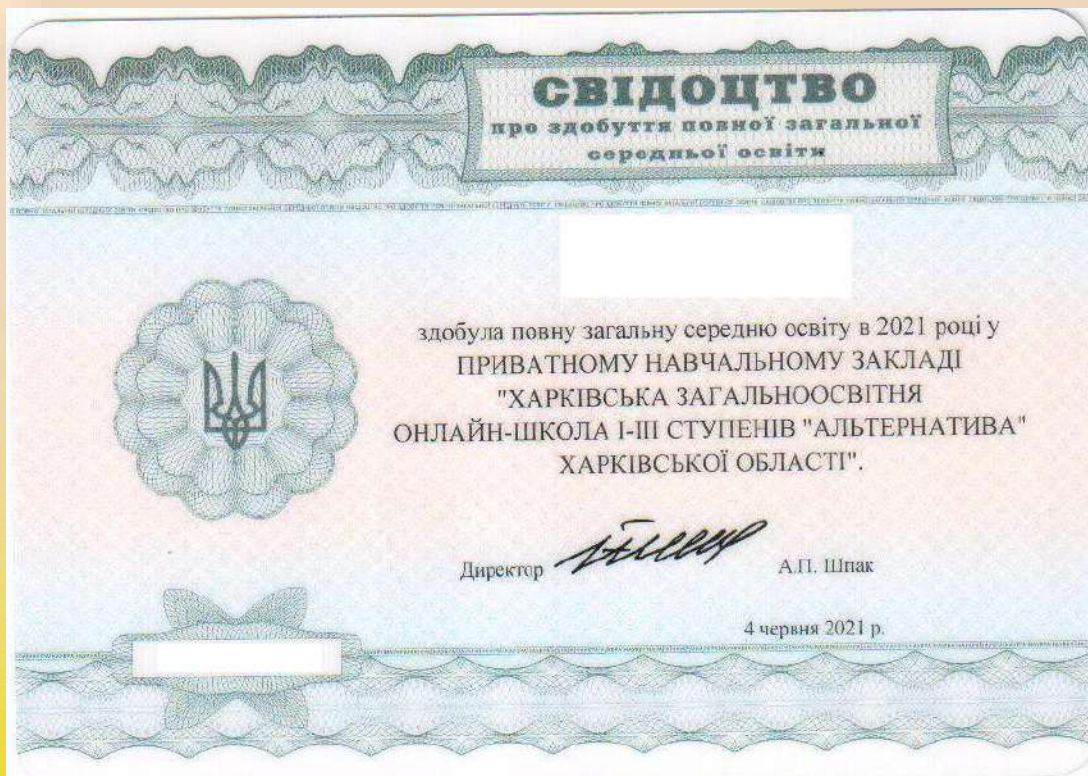 СВІДОЦТВО
про здобуття повної загальної
середньої освіти
здобула повну загальну середню освіту в 2021 році у
ПРИВАТНОМУ НАВЧАЛЬНОМУ ЗАКЛАДІ
"ХАРКІВСЬКА ЗАГАЛЬНООСВІТНЯ
ОНЛАЙН-ШКОЛА І-ІІІ СТУПЕНІВ "АЛЬТЕРНАТИВА"
ХАРКІВСЬКОЇ ОБЛАСТІ".
Директор А.П. Шпак
4 червня 2021 р.